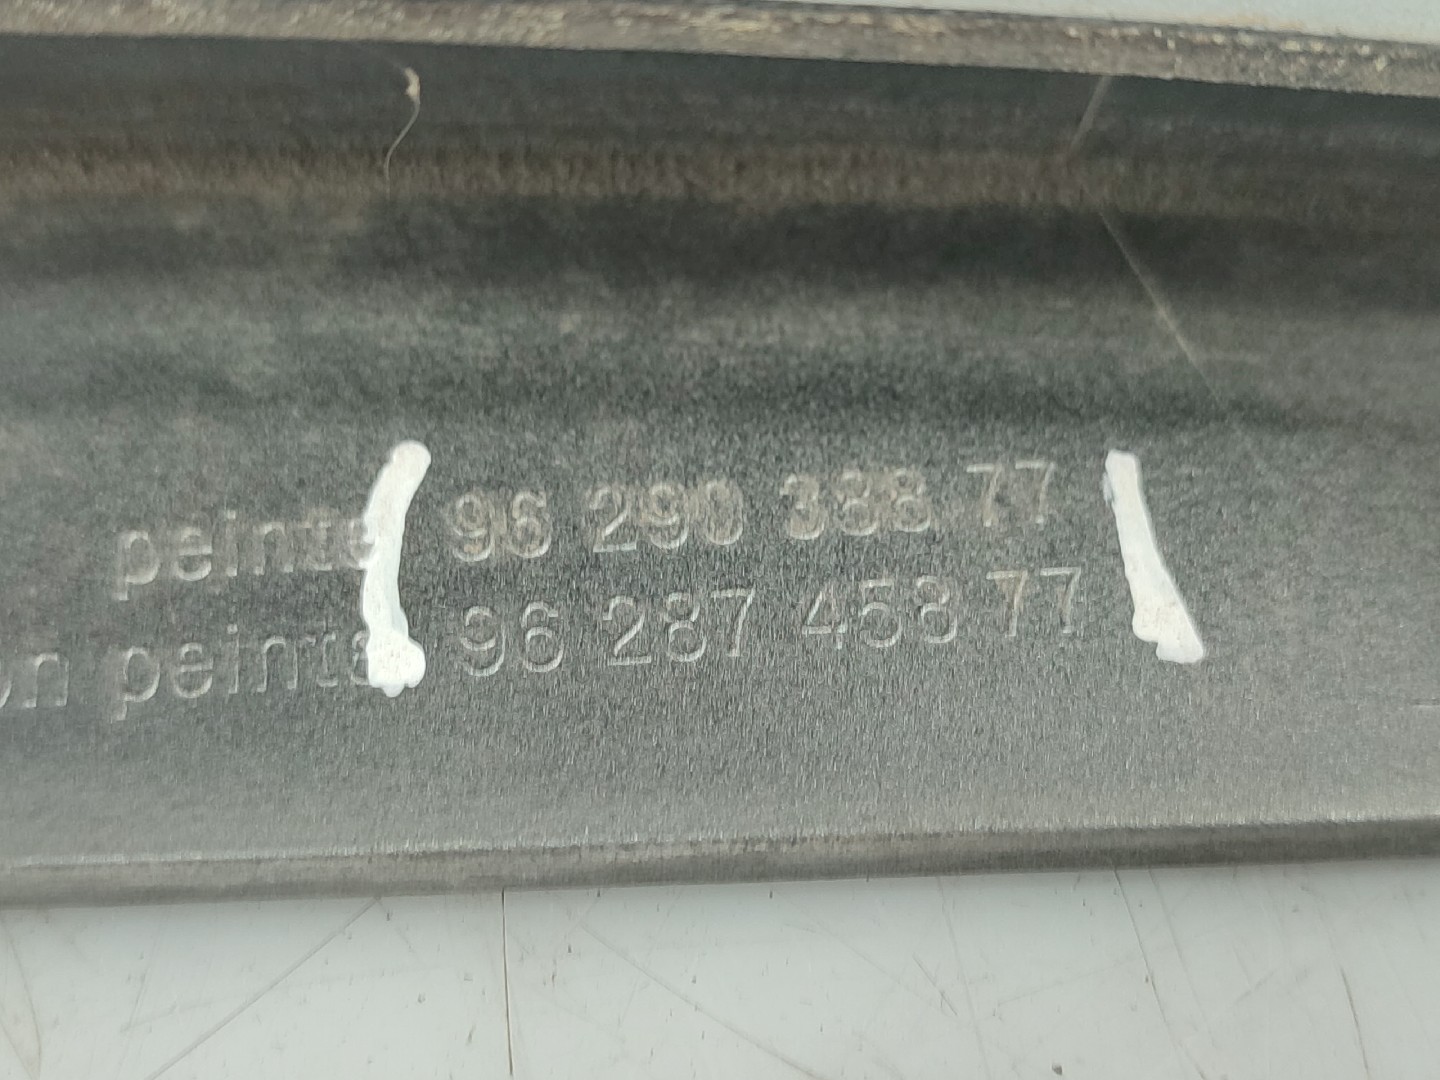 peinte 96 290 388 77
on peinte 96 287 458 77